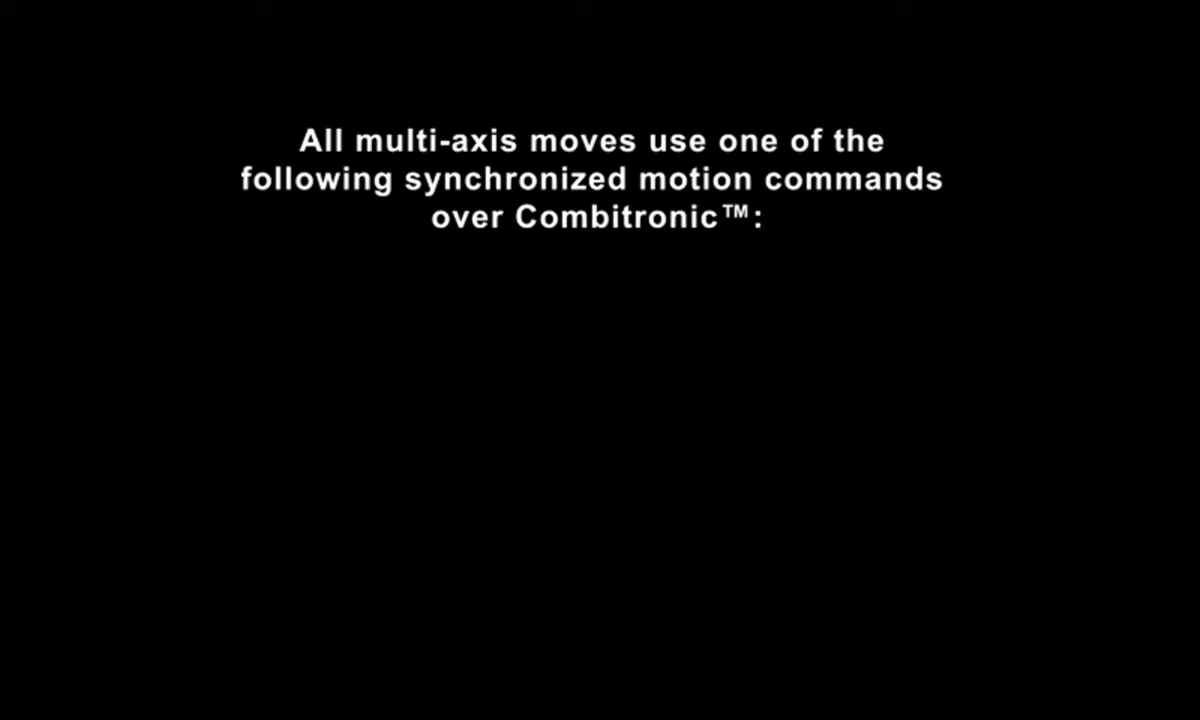 All multi-axis moves use one of the
following synchronized motion commands
over Combitronic™: